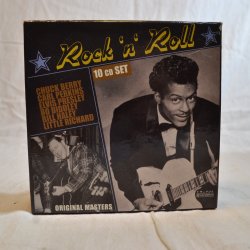 Rock 'n' Roll
10 CD SET
CHUCK BERRY
CARL PERKINS
ELVIS PRESLEY
BO DIDDLEY
BILL HALEY
LITTLE RICHARD
ORIGINAL MASTERS